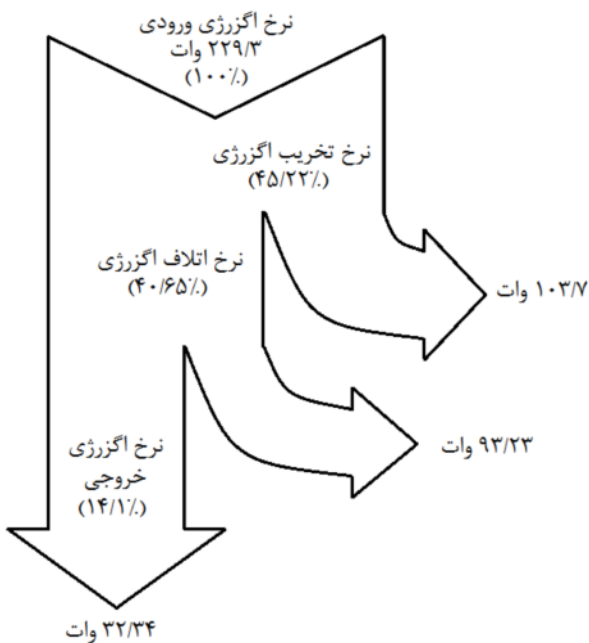 نرخ اگزرژی ورودی
۲۲۹/۳ وات
(۱۰۰٪)
نرخ تخریب اگزرژی
(۴۵/۲۲٪)
نرخ اتلاف اگزرژی
(۴۰/۶۵٪)
۱۰۳/۷ وات
نرخ اگزرژی
خروجی
(۱۴/۱٪)
۹۳/۲۳ وات
۳۲/۳۴ وات